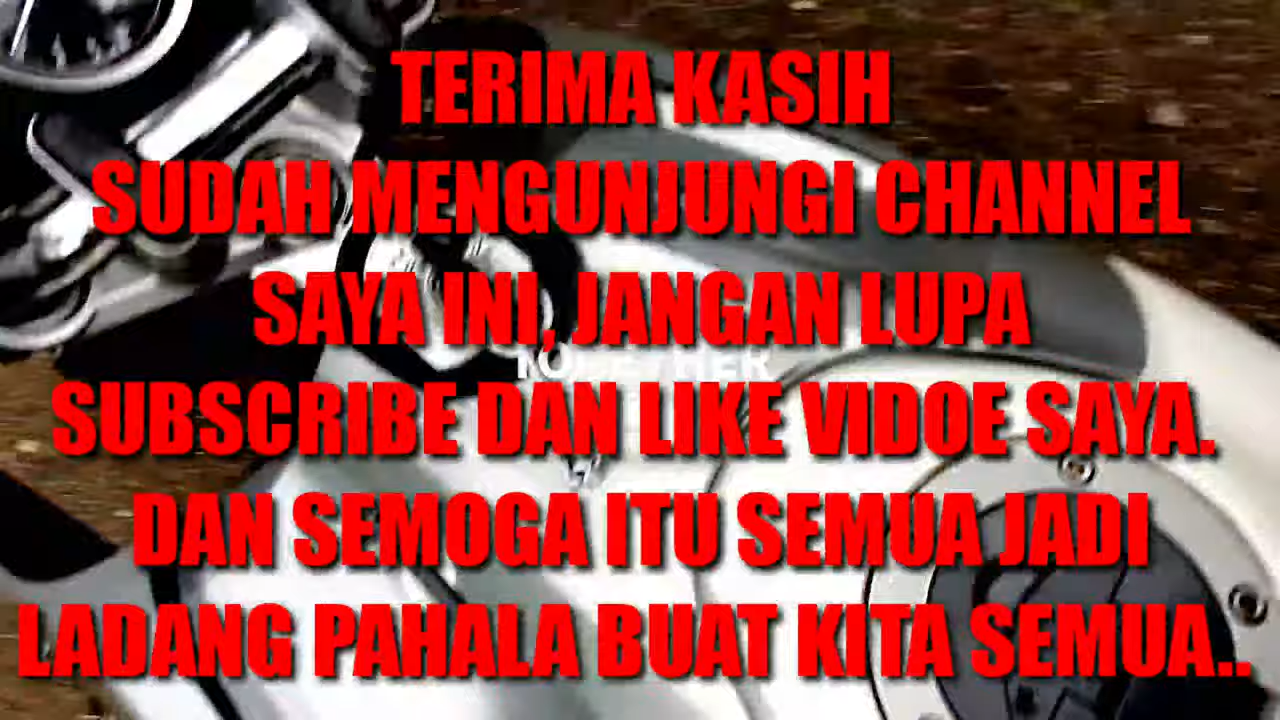 TERIMA KASIH
SUDAH MENGUNJUNGI CHANNEL
SAYA INI, JANGAN LUPA
TOGETHER
SUBSCRIBE DAN LIKE VIDOE SAYA.
DAN SEMOGA ITU SEMUA JADI
LADANG PAHALA BUAT KITA SEMUA..